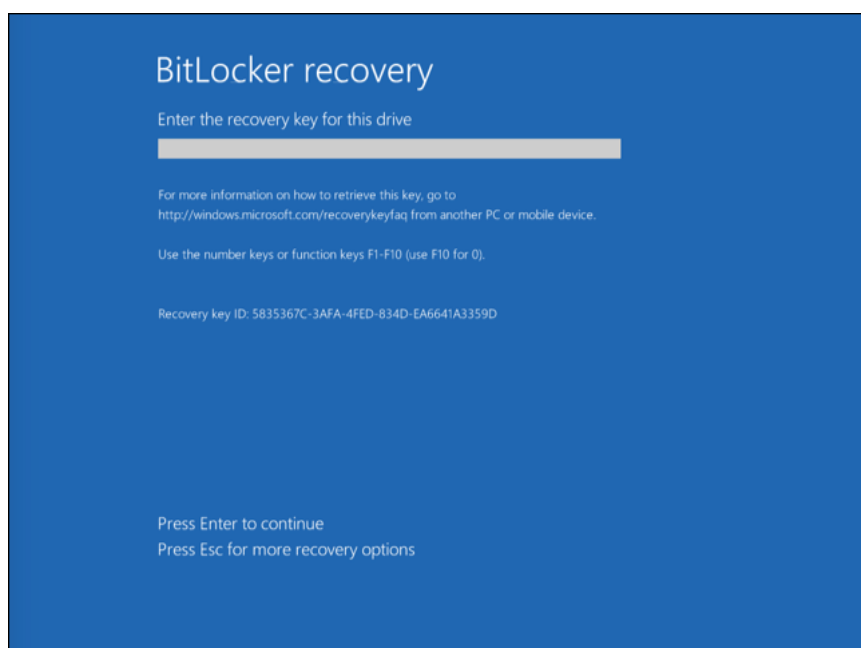 BitLocker recovery
Enter the recovery key for this drive
For more information on how to retrieve this key, go to
http://windows.microsoft.com/recoverykeyfaq from another PC or mobile device.
Use the number keys or function keys F1-F10 (use F10 for 0).
Recovery key ID: 5835367C-3AFA-4FED-834D-EA6641A3359D
Press Enter to continue
Press Esc for more recovery options